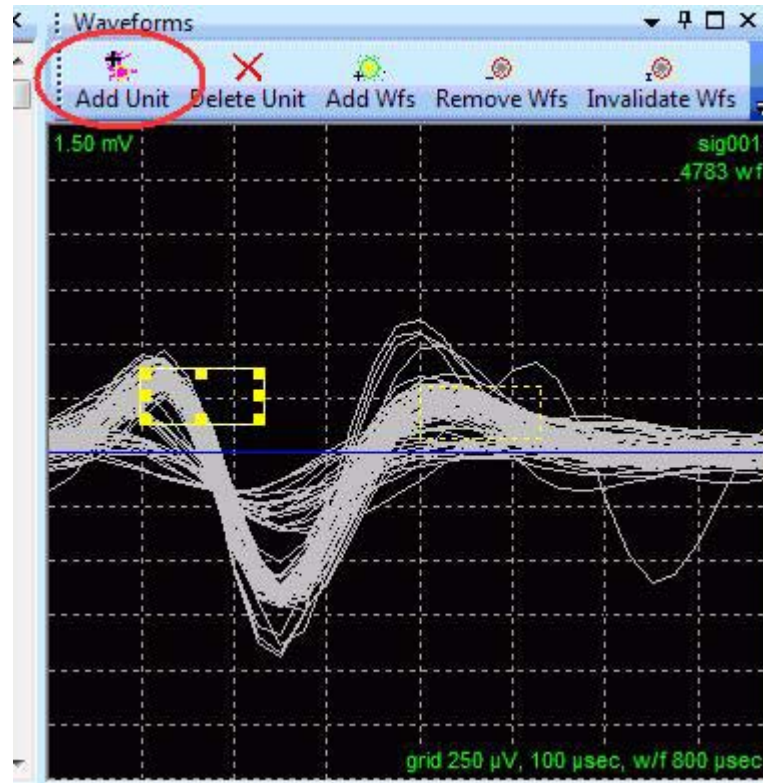 Waveforms
Add Unit Delete Unit Add Wfs Remove Wfs Invalidate Wfs
1.50 mV sig001
4783 wf
grid 250 μV, 100 μsec, w/f 800 μsec